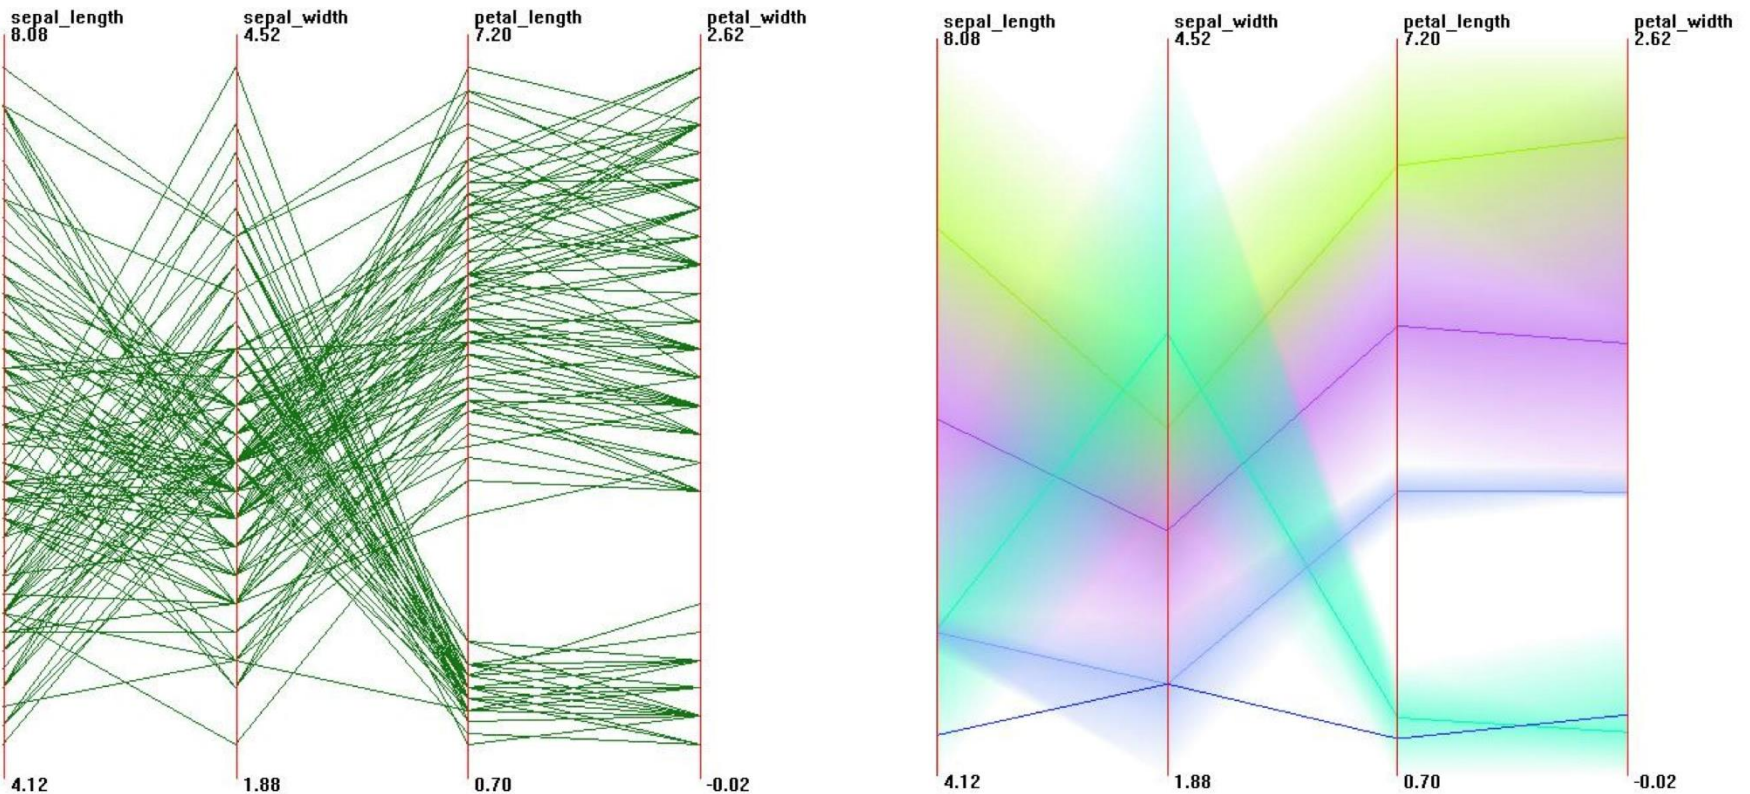 sepal_length sepal_width petal_length petal_width
8.08 4.52 7.20 2.62
4.12 1.88 0.70 -0.02
sepal_length sepal_width petal_length petal_width
8.08 4.52 7.20 2.62
4.12 1.88 0.70 -0.02